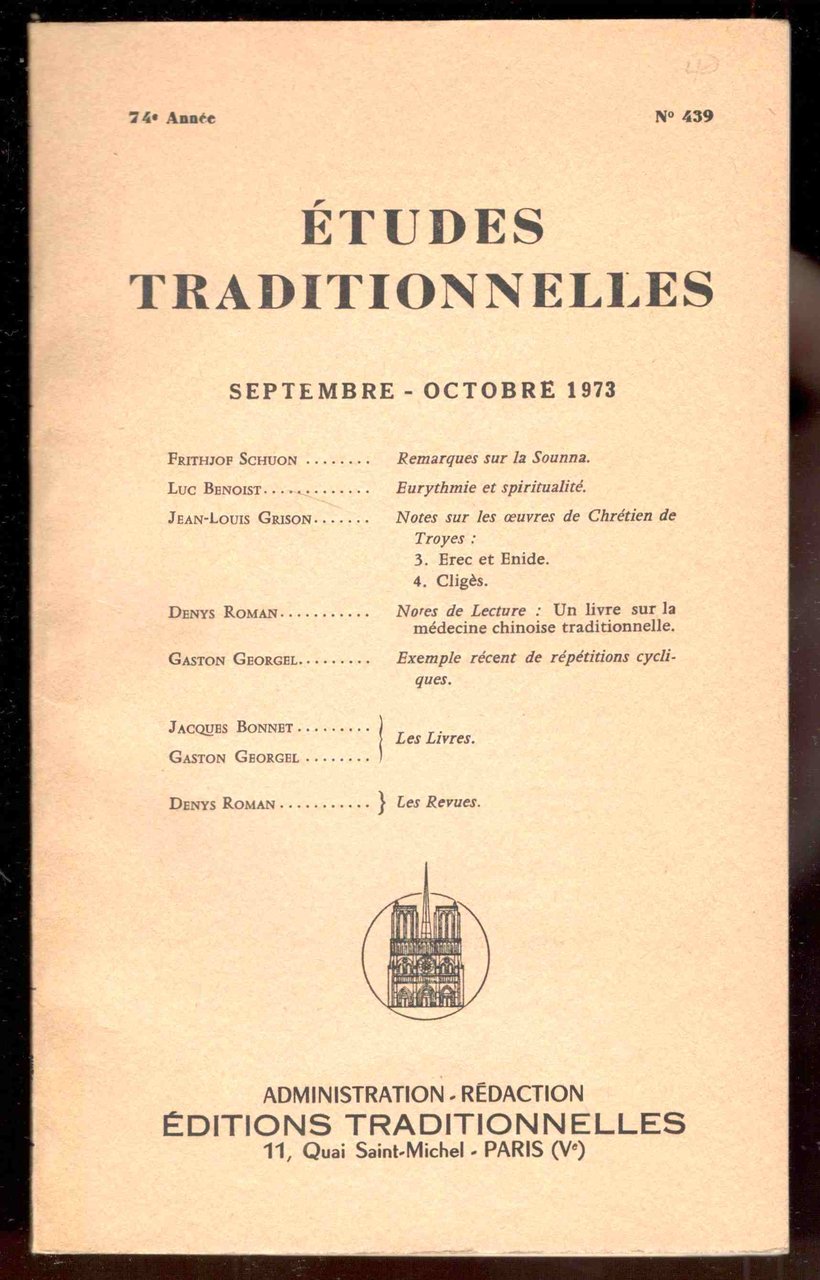 74e Année Nº 439
ÉTUDES
TRADITIONNELLES
SEPTEMBRE - OCTOBRE 1973
FRITHJOF SCHUON ........ Remarques sur la Sounna.
LUC BENOIST............. Eurythmie et spiritualité.
JEAN-LOUIS GRISON....... Notes sur les œuvres de Chrétien de
Troyes :
3. Erec et Enide.
4. Cligès.
DENYS ROMAN........... Notes de Lecture : Un livre sur la
médecine chinoise traditionnelle.
GASTON GEORGEL......... Exemple récent de répétitions cycli-
ques.
JACQUES BONNET.........
Les Livres.
GASTON GEORGEL ........
DENYS ROMAN ........... } Les Revues.
ADMINISTRATION - RÉDACTION
ÉDITIONS TRADITIONNELLES
11, Quai Saint-Michel - PARIS (Ve)